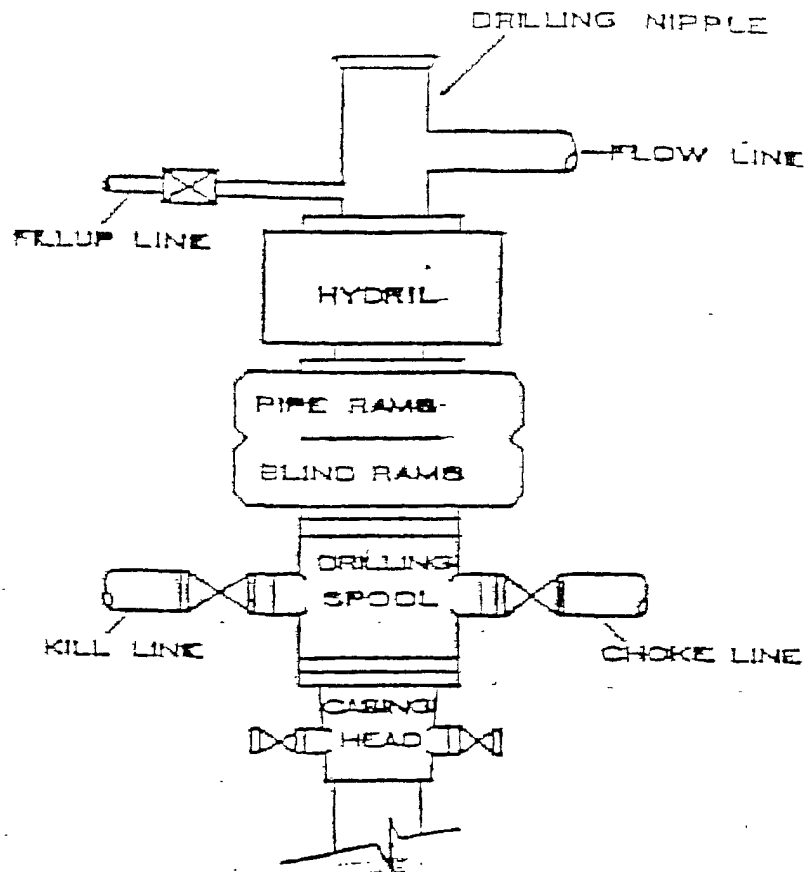 DRILLING NIPPLE
FLOW LINE
FILLUP LINE
HYDRIL
PIPE RAMS
BLIND RAMS
DRILLING
SPOOL
KILL LINE
CHOKE LINE
CASING
HEAD